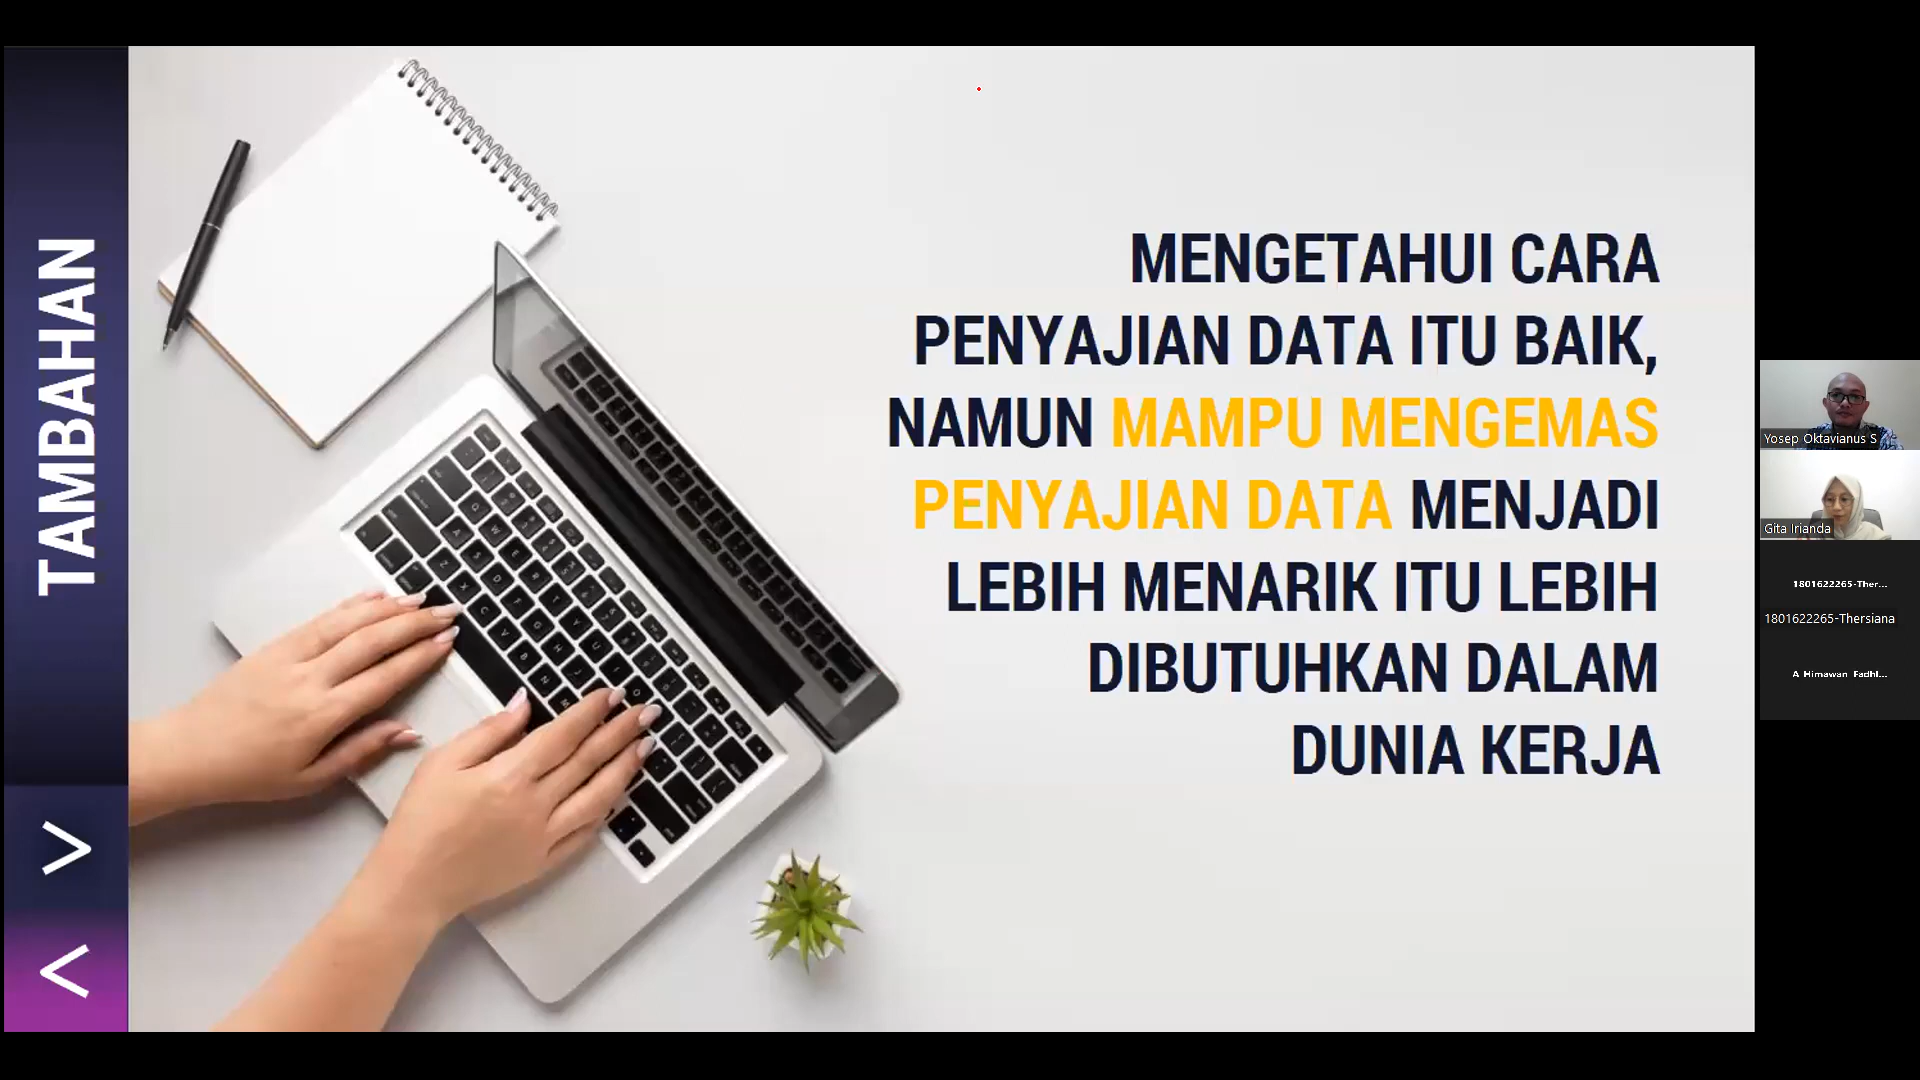 TAMBAHAN
MENGETAHUI CARA
PENYAJIAN DATA ITU BAIK,
NAMUN MAMPU MENGEMAS
PENYAJIAN DATA MENJADI
LEBIH MENARIK ITU LEBIH
DIBUTUHKAN DALAM
DUNIA KERJA
Yosep Oktavianus S
Gita Irianda
1801622265-Ther...
1801622265-Thersiana
A Himawan Fadhl...